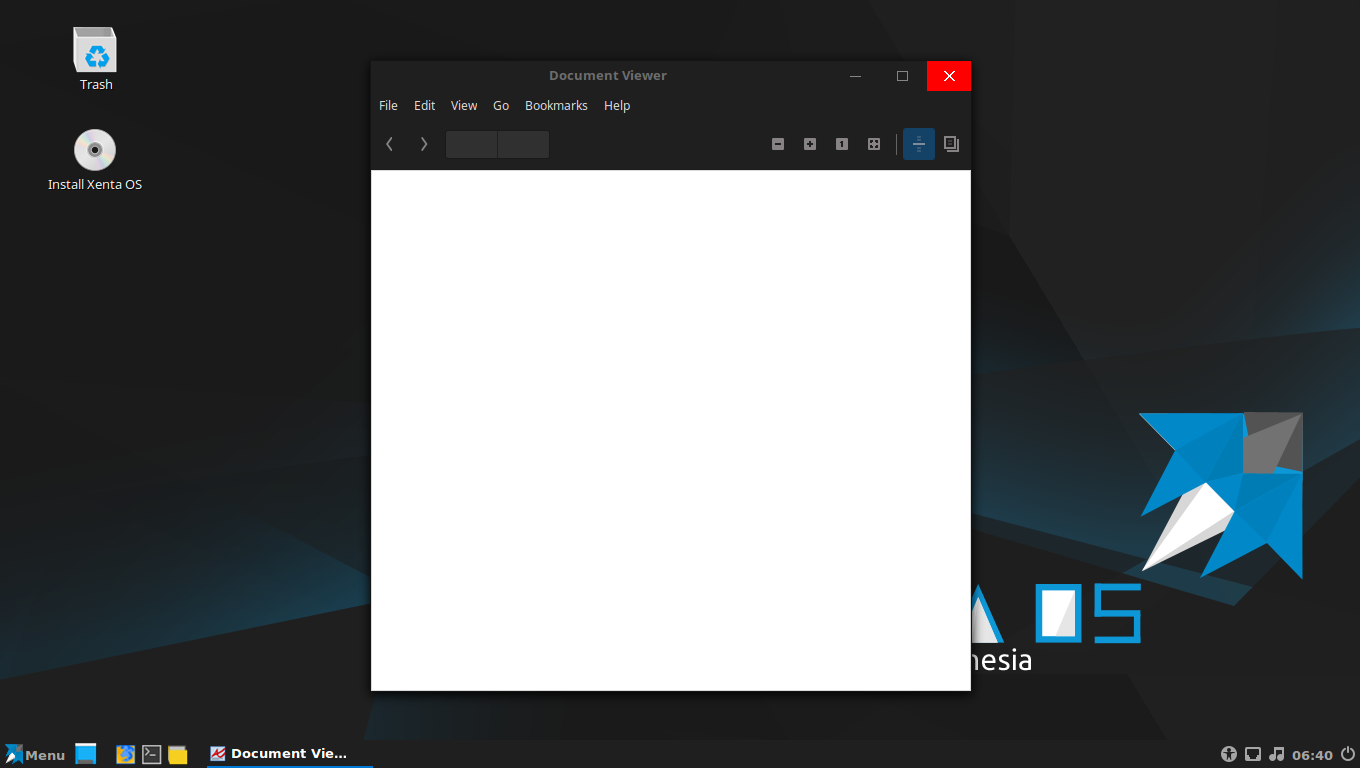 Trash
Install Xenta OS
Document Viewer
File Edit View Go Bookmarks Help
1
OS
nesia
Menu
Document Vie...
06:40